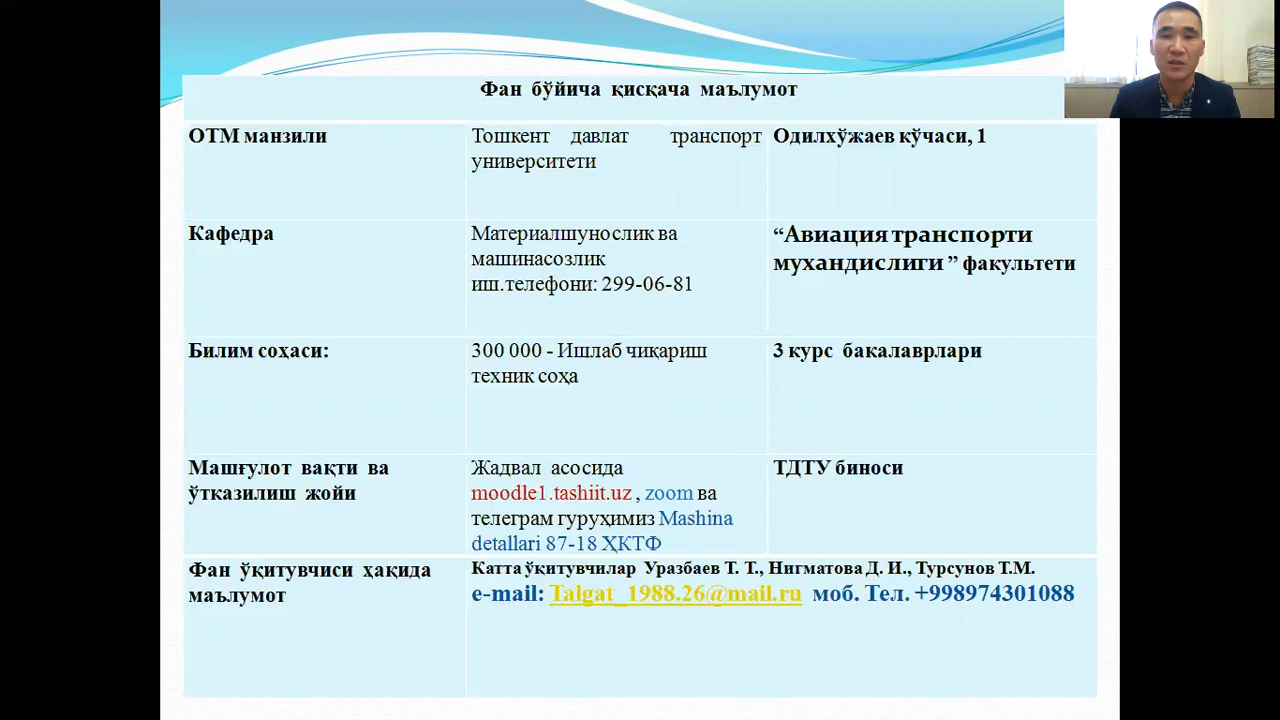 Фан бўйича қисқача маълумот
ОТМ манзили
Тошкент давлат транспорт
университети
Одилхўжаев кўчаси, 1
Кафедра
Материалшунослик ва
машинасозлик
иш.телефони: 299-06-81
“Авиация транспорти
мухандислиги ” факультети
Билим соҳаси:
300 000 - Ишлаб чиқариш
техник соҳа
3 курс бакалаврлари
Машғулот вақти ва
ўтказилиш жойи
Жадвал асосида
moodle1.tashiit.uz , zoom ва
телеграм гуруҳимиз Mashina
detallari 87-18 ҲКТФ
ТДТУ биноси
Фан ўқитувчиси ҳақида
маълумот
Катта ўқитувчилар Уразбаев Т. Т., Нигматова Д. И., Турсунов Т.М.
e-mail: Talgat_1988.26@mail.ru моб. Тел. +998974301088